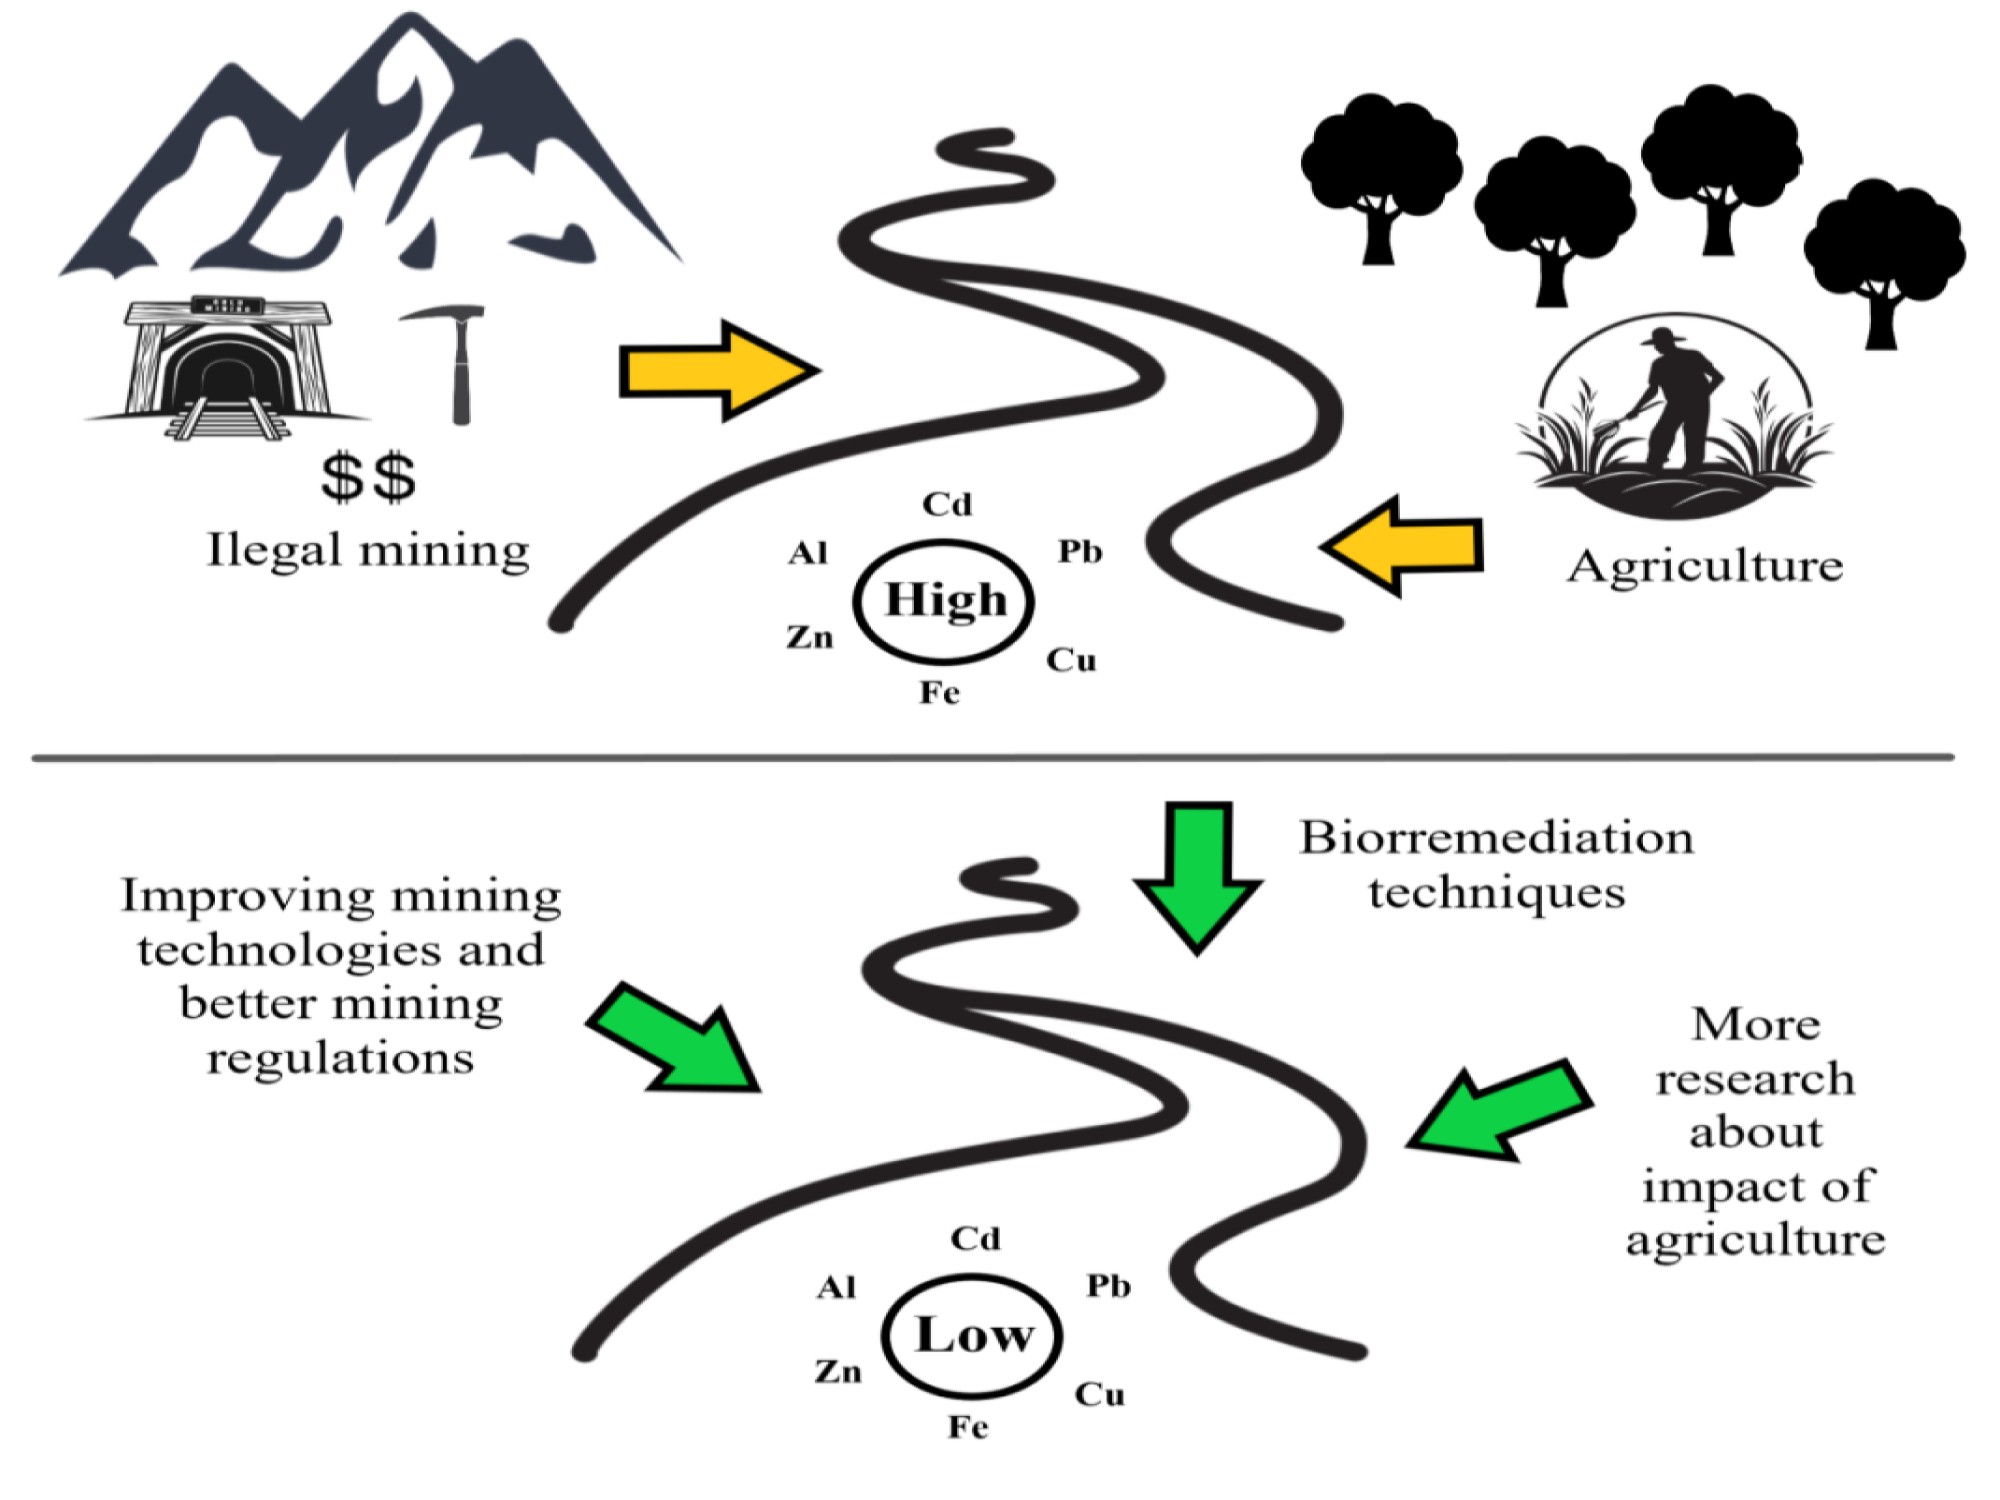 $$
Ilegal mining
Agriculture
Cd
Al
Pb
High
Zn
Cu
Fe
Biorremediation
techniques
Improving mining
technologies and
better mining
regulations
More
research
about
impact of
agriculture
Cd
Al
Pb
Low
Zn
Cu
Fe